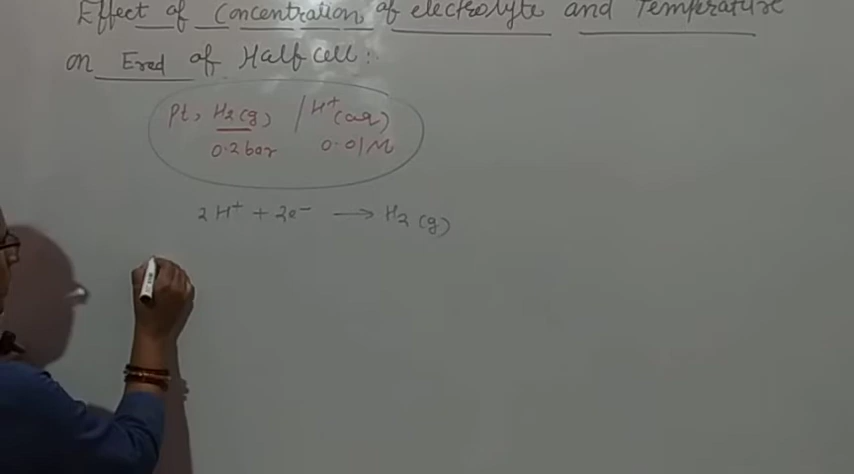 Effect of Concentration of electrolyte and Temperature
on Ered of Half cell:
Pt, H2(g) / H+(aq)
0.2 bar 0.01M
2H+ + 2e- → H2(g)